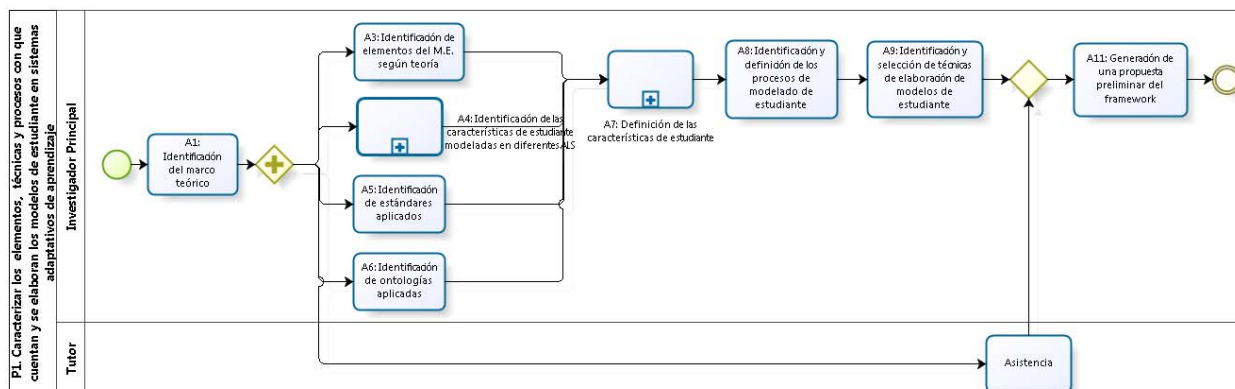 P1. Caracterizar los elementos, técnicas y procesos son que
cuentan y se elaboran los modelos de estudiante en sistemas
adaptativos de aprendizaje
Investigador Principal
A1:
Identificación
del marco
teórico
A3: Identificación de
elementos del M.E.
según teoría
A4: Identificación de las
características de estudiante
modeladas en diferentes ALS
A5: Identificación
de estándares
aplicados
A6: Identificación
de ontologías
aplicadas
A7: Definición de las
características de estudiante
A8: Identificación y
definición de los
procesos de
modelado de
estudiante
A9: Identificación y
selección de técnicas
de elaboración de
modelos de
estudiante
A11: Generación de
una propuesta
preliminar del
framework
Tutor
Asistencia